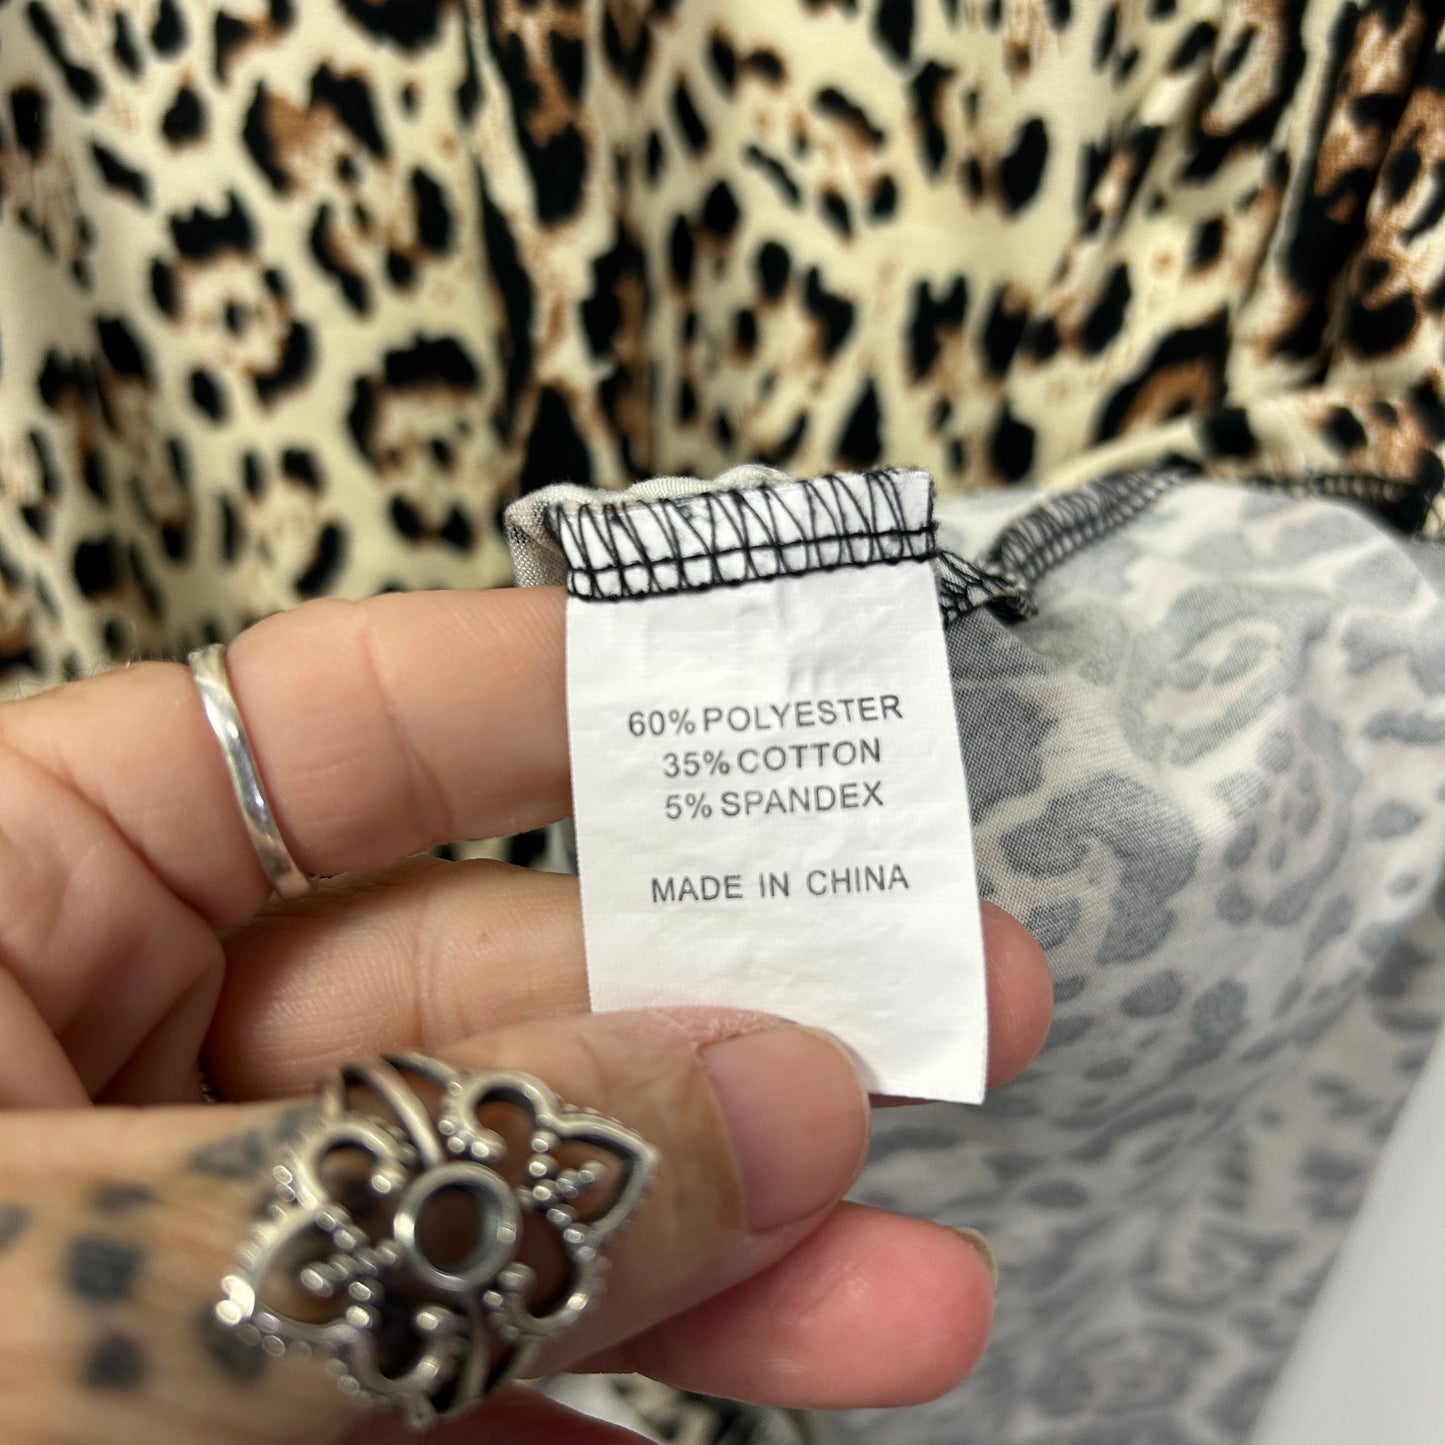 60% POLYESTER
35% COTTON
5% SPANDEX
MADE IN CHINA